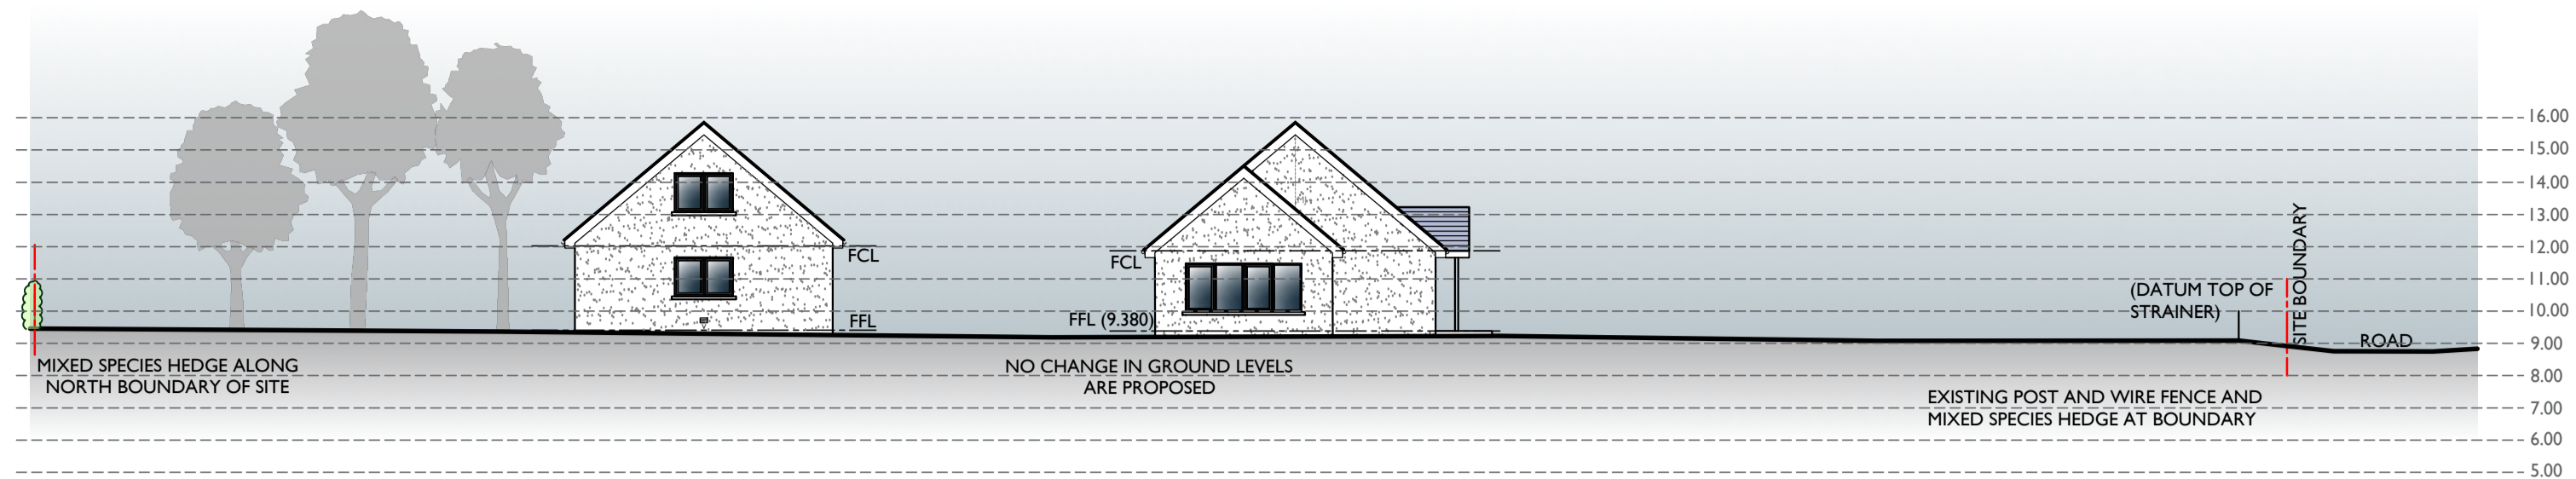 16.00
15.00
14.00
13.00
12.00
11.00
10.00
9.00
8.00
7.00
6.00
5.00
FCL
FFL
FCL
FFL (9.380)
MIXED SPECIES HEDGE ALONG
NORTH BOUNDARY OF SITE
NO CHANGE IN GROUND LEVELS
ARE PROPOSED
(DATUM TOP OF
STRAINER)
SITE BOUNDARY
ROAD
EXISTING POST AND WIRE FENCE AND
MIXED SPECIES HEDGE AT BOUNDARY